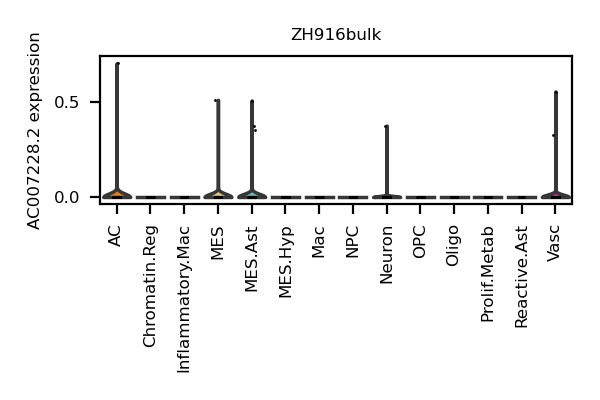 ZH916bulk
AC007228.2 expression
0.5
0.0
AC
Chromatin.Reg
Inflammatory.Mac
MES
MES.Ast
MES.Hyp
Mac
NPC
Neuron
OPC
Oligo
Prolif.Metab
Reactive.Ast
Vasc